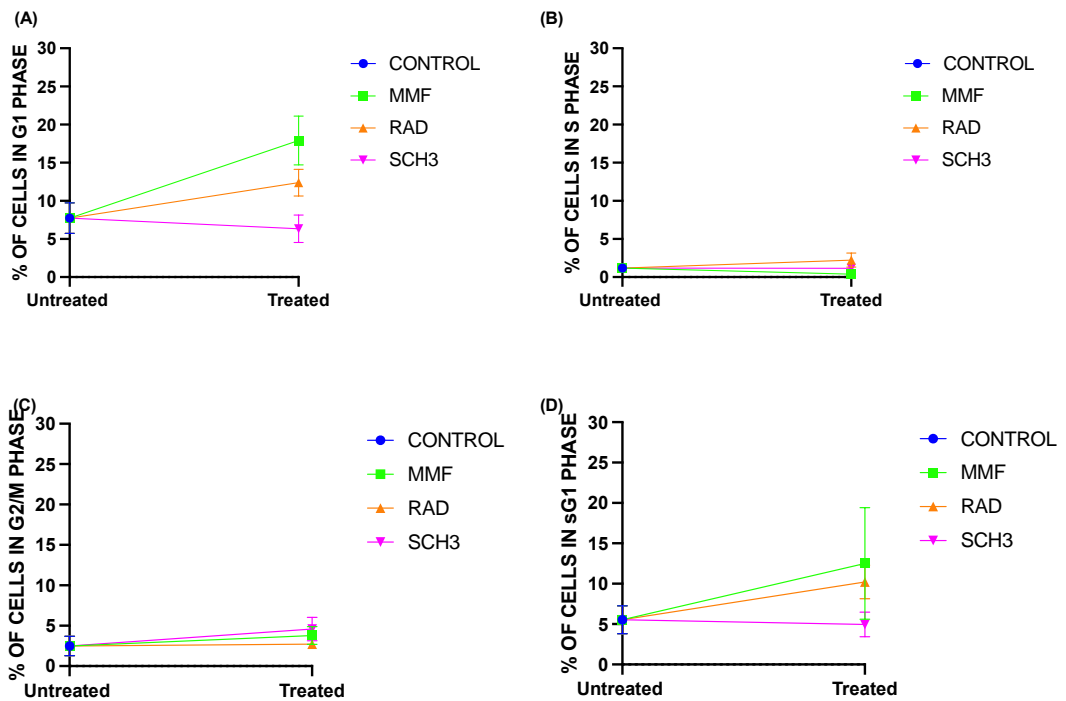 (A)
% OF CELLS IN G1 PHASE
30
25
20
15
10
5
0
Untreated
Treated
CONTROL
MMF
RAD
SCH3
(B)
% OF CELLS IN S PHASE
30
25
20
15
10
5
0
Untreated
Treated
CONTROL
MMF
RAD
SCH3
(C)
% OF CELLS IN G2/M PHASE
30
25
20
15
10
5
0
Untreated
Treated
CONTROL
MMF
RAD
SCH3
(D)
% OF CELLS IN sG1 PHASE
30
25
20
15
10
5
0
Untreated
Treated
CONTROL
MMF
RAD
SCH3